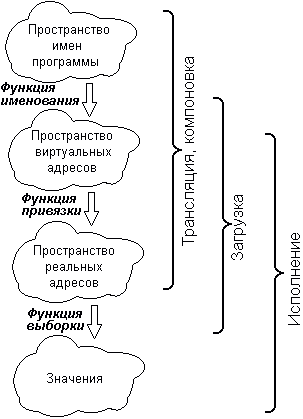 Пространство
имен
программы
Функция
именования
Пространство
виртуальных
адресов
Функция
привязки
Пространство
реальных
адресов
Функция
выборки
Значения
Трансляция, компоновка
Загрузка
Исполнение